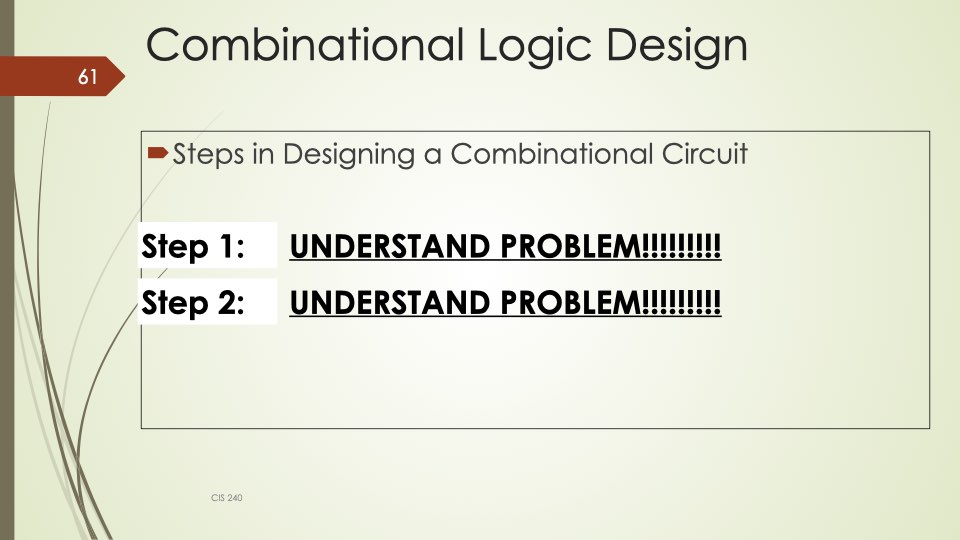 Combinational Logic Design
61
Steps in Designing a Combinational Circuit
Step 1: UNDERSTAND PROBLEM!!!!!!!!!
Step 2: UNDERSTAND PROBLEM!!!!!!!!!
CIS 240